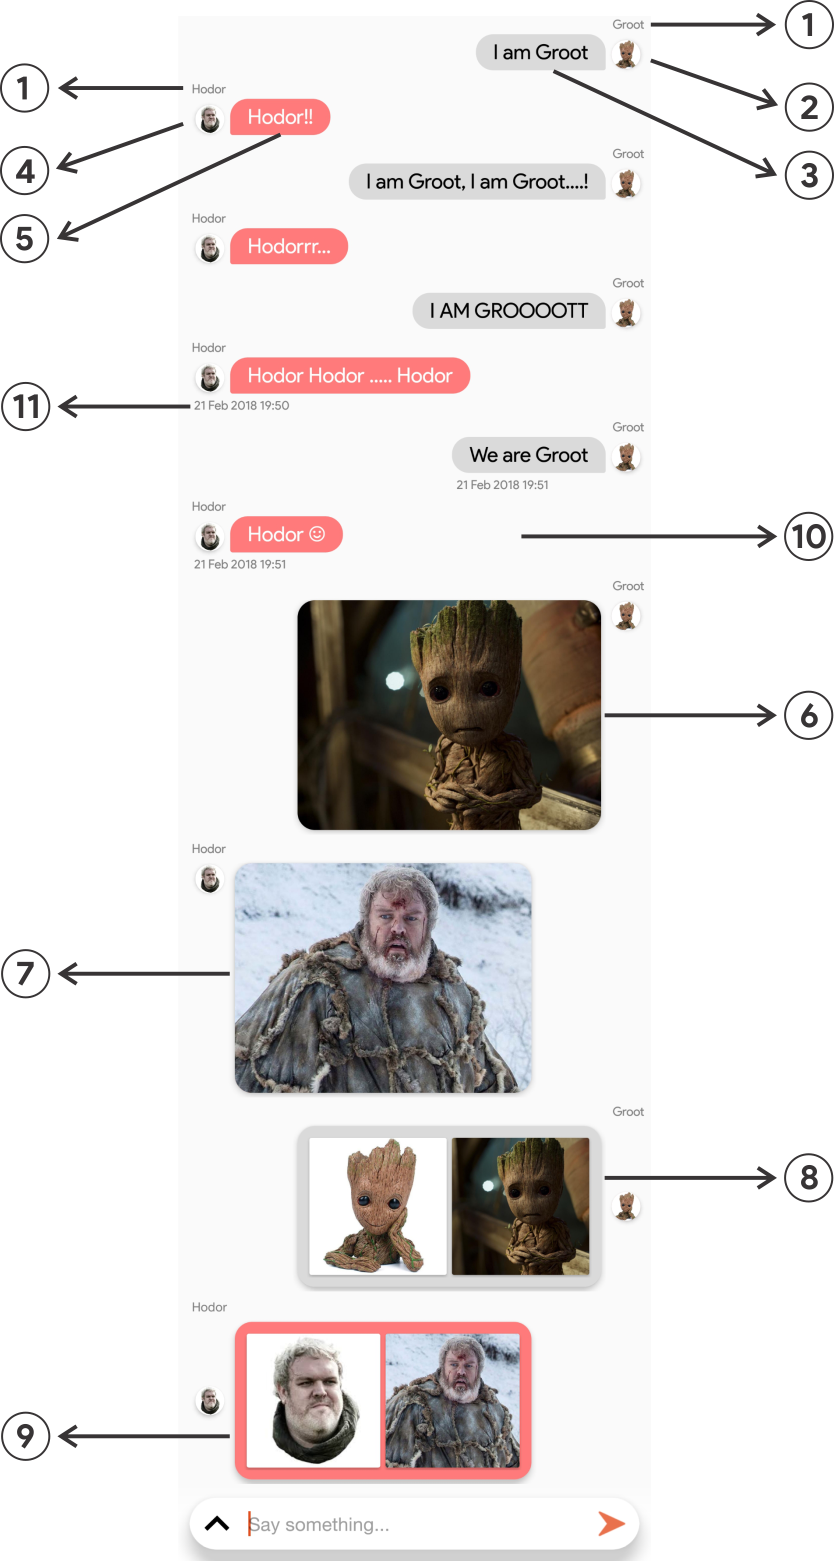 Groot
1
I am Groot
2
1
Hodor
Hodor!!
4
3
Groot
I am Groot, I am Groot....!
5
Hodor
Hodorrr...
Groot
I AM GROOOOTT
Hodor
Hodor Hodor ..... Hodor
11
21 Feb 2018 19:50
Groot
We are Groot
21 Feb 2018 19:51
Hodor
Hodor ☺
10
21 Feb 2018 19:51
Groot
6
Hodor
7
Groot
8
Hodor
9
Say something...